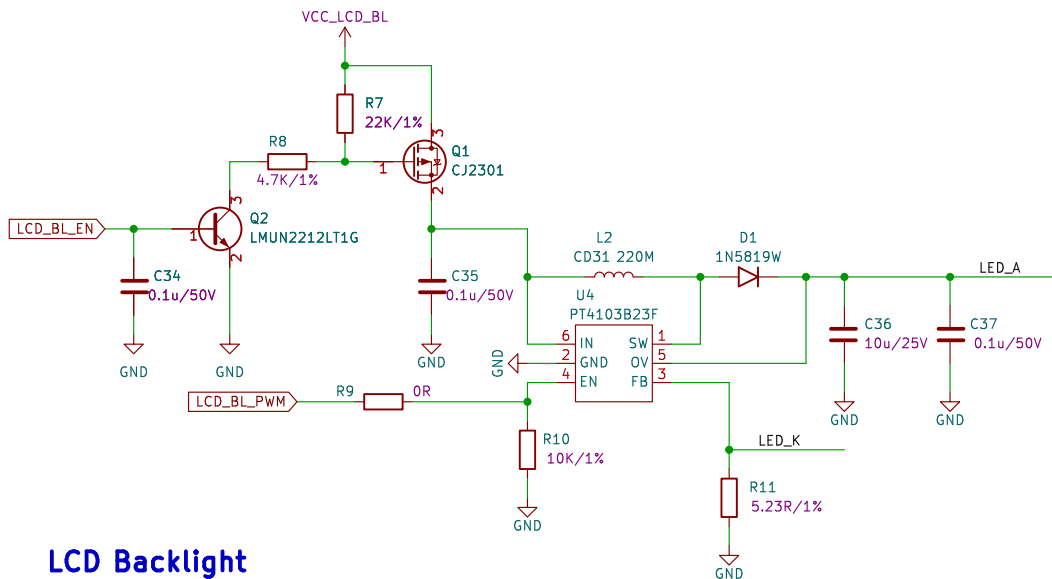 VCC_LCD_BL
R7
22K/1%
R8
4.7K/1%
3
Q1
CJ2301
1
2
LCD_BL_EN
3
Q2
LMUN2212LT1G
1
2
C34
0.1u/50V
GND
GND
C35
0.1u/50V
GND
L2
CD31 220M
D1
1N5819W
LED_A
U4
PT4103B23F
6 IN
SW 1
2 GND
OV 5
4 EN
FB 3
GND
C36
10u/25V
GND
C37
0.1u/50V
GND
LCD_BL_PWM
R9
0R
R10
10K/1%
GND
LED_K
R11
5.23R/1%
GND
LCD Backlight